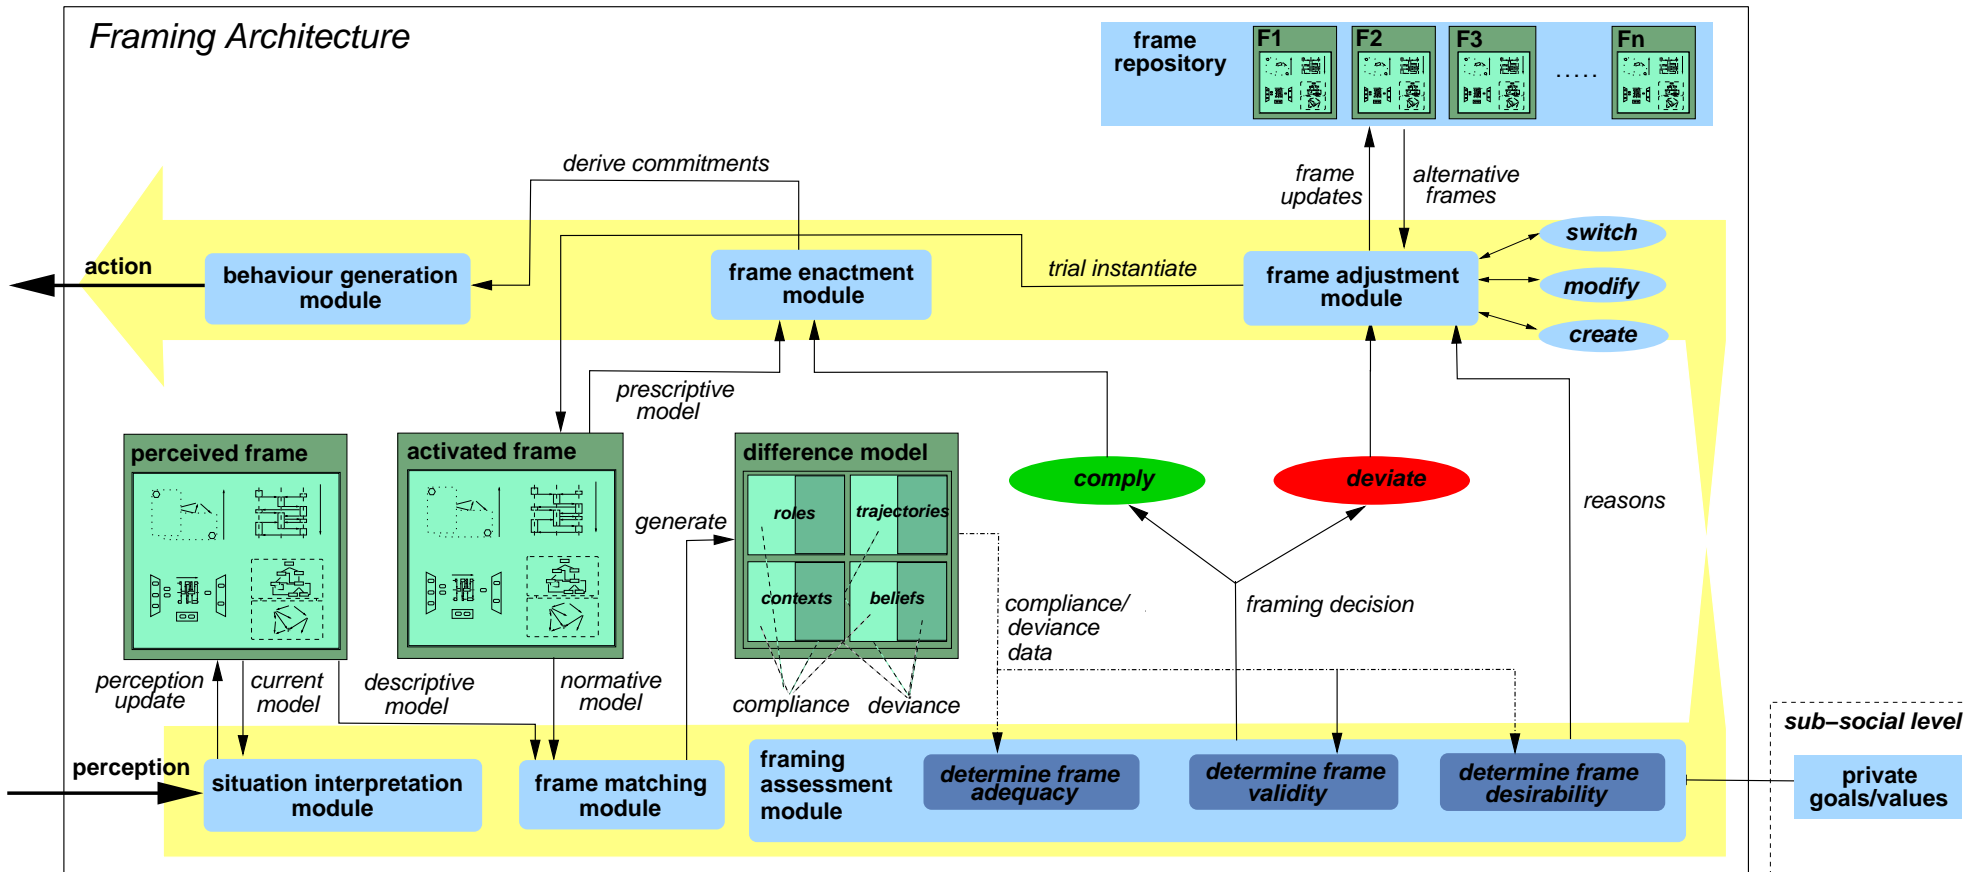 Framing Architecture
frame
repository
F1
F2
F3
.....
Fn
derive commitments
frame
updates
alternative
frames
action
behaviour generation
module
frame enactment
module
trial instantiate
frame adjustment
module
switch
modify
create
prescriptive
model
perceived frame
activated frame
difference model
roles
trajectories
contexts
beliefs
generate
comply
deviate
reasons
compliance/
deviance
data
framing decision
perception
update
current
model
descriptive
model
normative
model
compliance
deviance
perception
situation interpretation
module
frame matching
module
framing
assessment
module
determine frame
adequacy
determine frame
validity
determine frame
desirability
sub–social level
private
goals/values